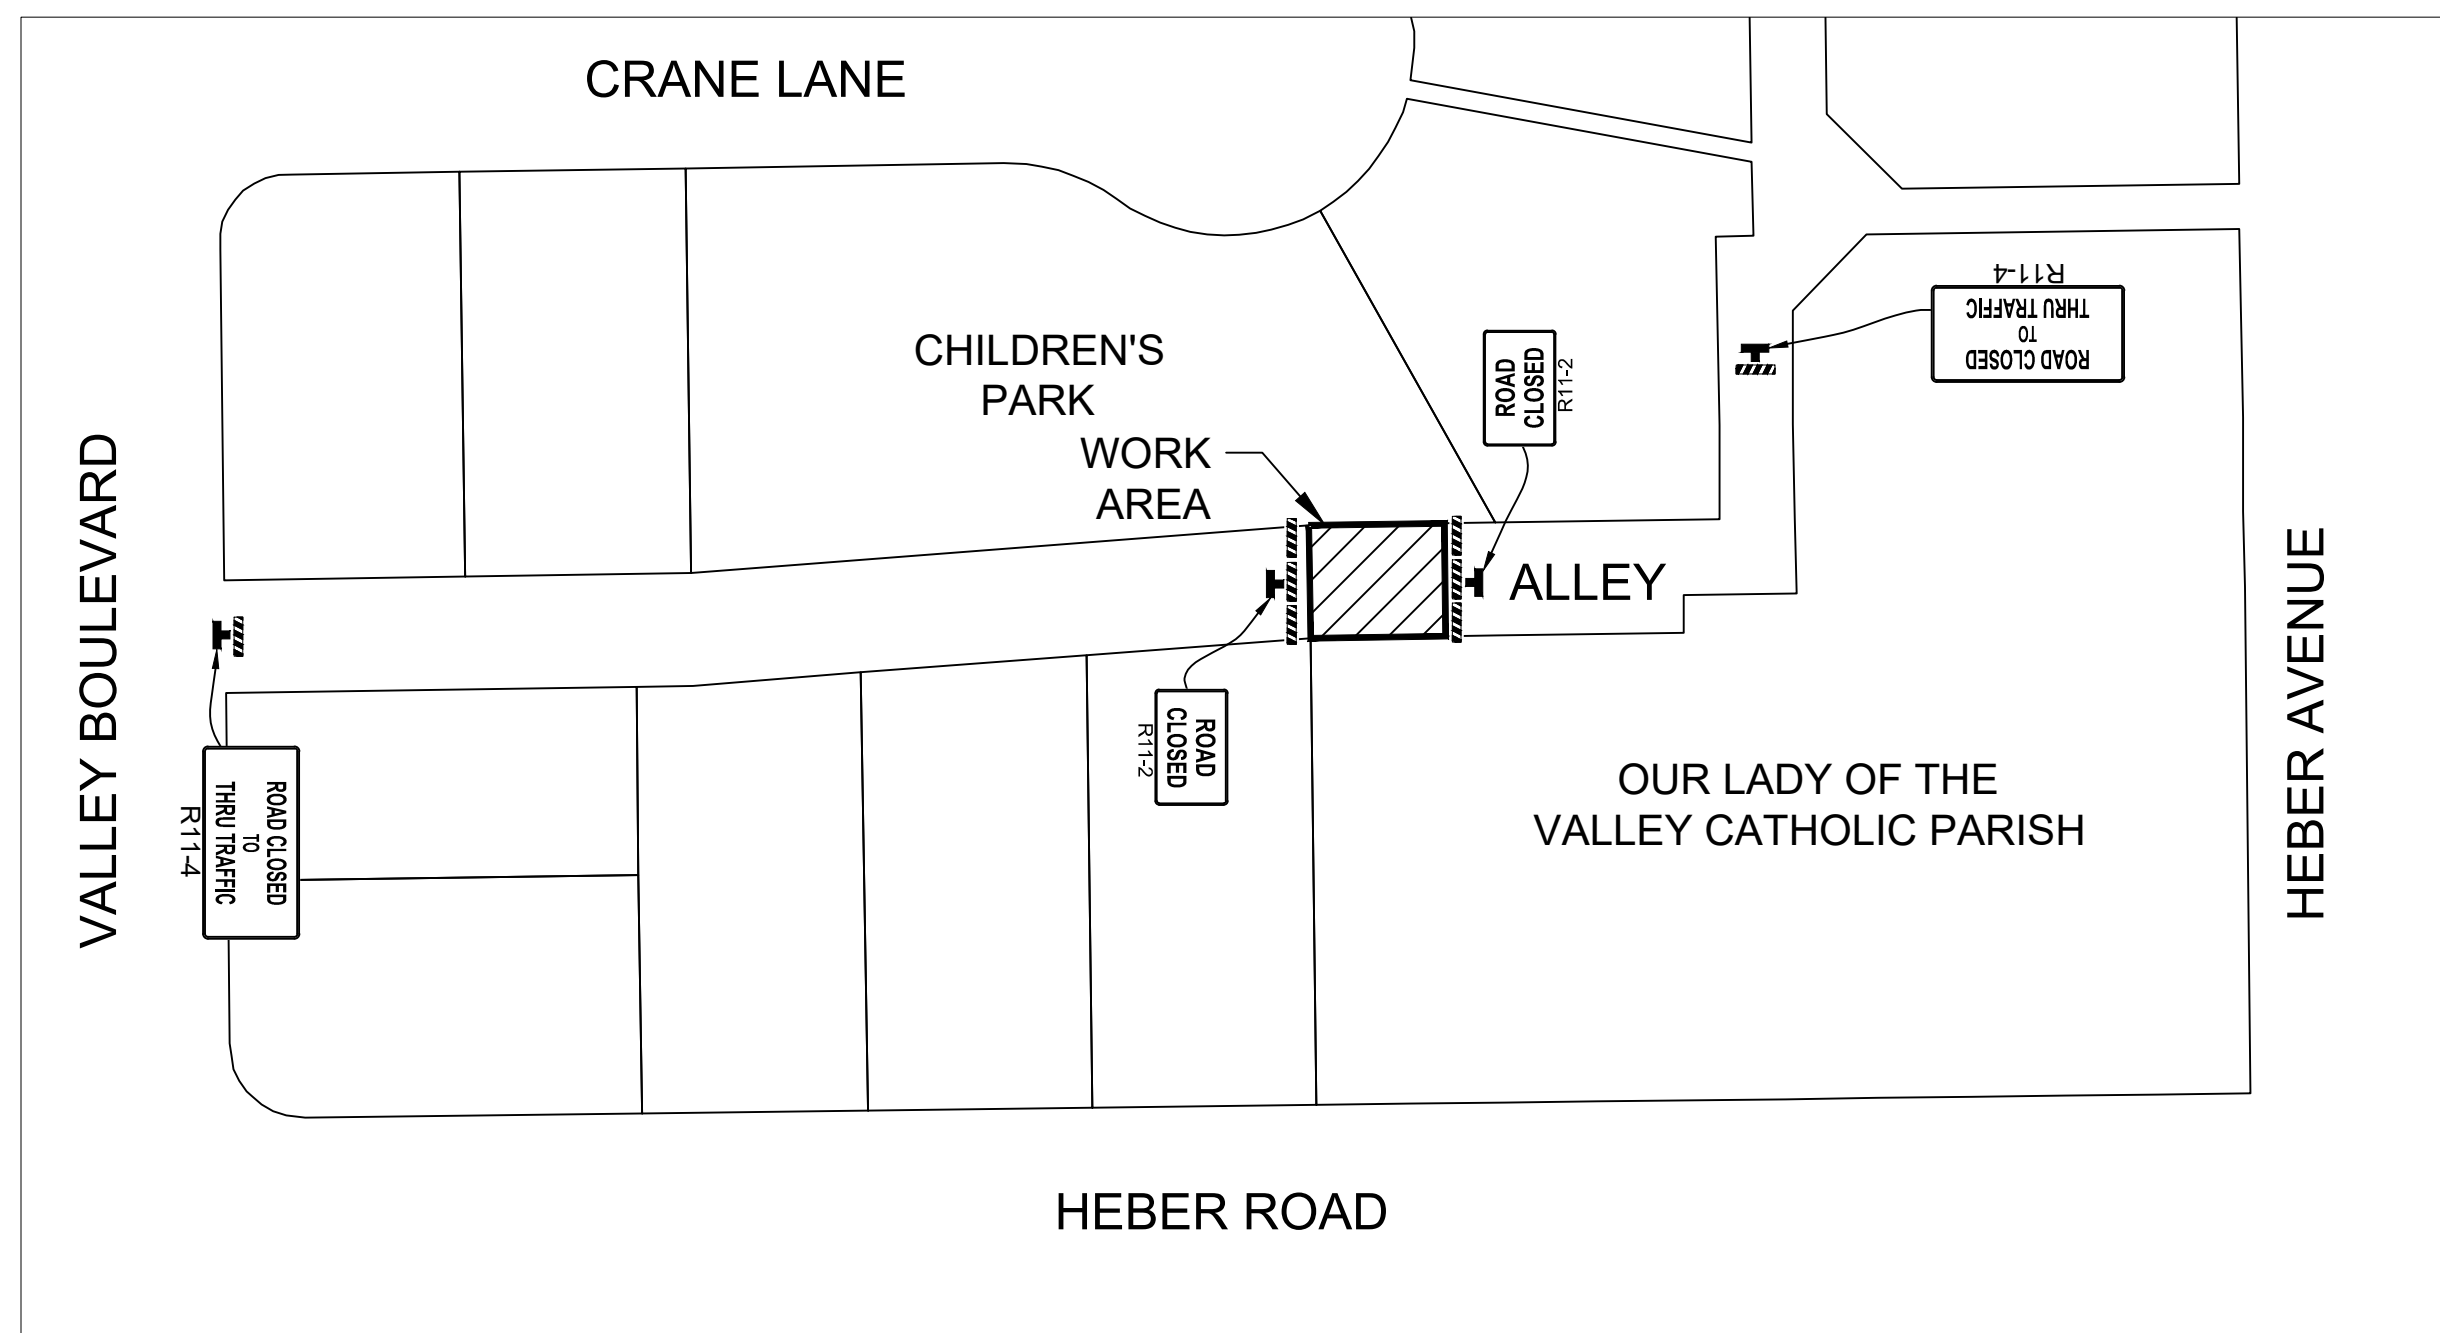 CRANE LANE
R11-4
ROAD CLOSED
TO
THRU TRAFFIC
CHILDREN'S
PARK
ROAD
CLOSED
R11-2
WORK
AREA
VALLEY BOULEVARD
ALLEY
HEBER AVENUE
ROAD
CLOSED
R11-2
ROAD CLOSED
TO
THRU TRAFFIC
R11-4
OUR LADY OF THE
VALLEY CATHOLIC PARISH
HEBER ROAD